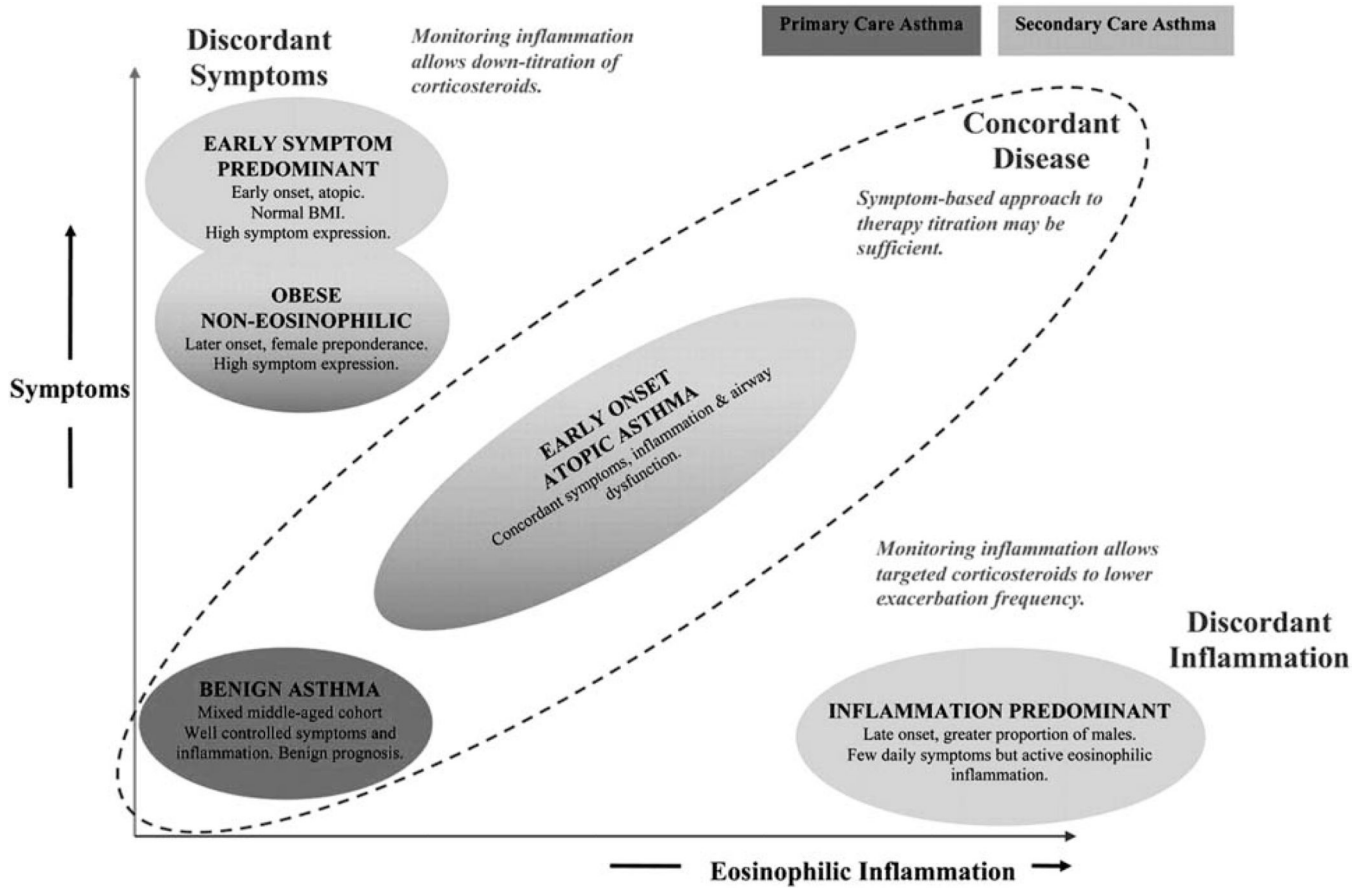 Discordant
Symptoms
Monitoring inflammation
allows down-titration of
corticosteroids.
Primary Care Asthma
Secondary Care Asthma
EARLY SYMPTOM
PREDOMINANT
Early onset, atopic.
Normal BMI.
High symptom expression.
Concordant
Disease
Symptom-based approach to
therapy titration may be
sufficient.
OBESE
NON-EOSINOPHILIC
Later onset, female preponderance.
High symptom expression.
Symptoms
EARLY ONSET
ATOPIC ASTHMA
Concordant symptoms, inflammation & airway
dysfunction.
Monitoring inflammation allows
targeted corticosteroids to lower
exacerbation frequency.
Discordant
Inflammation
BENIGN ASTHMA
Mixed middle-aged cohort
Well controlled symptoms and
inflammation. Benign prognosis.
INFLAMMATION PREDOMINANT
Late onset, greater proportion of males.
Few daily symptoms but active eosinophilic
inflammation.
Eosinophilic Inflammation